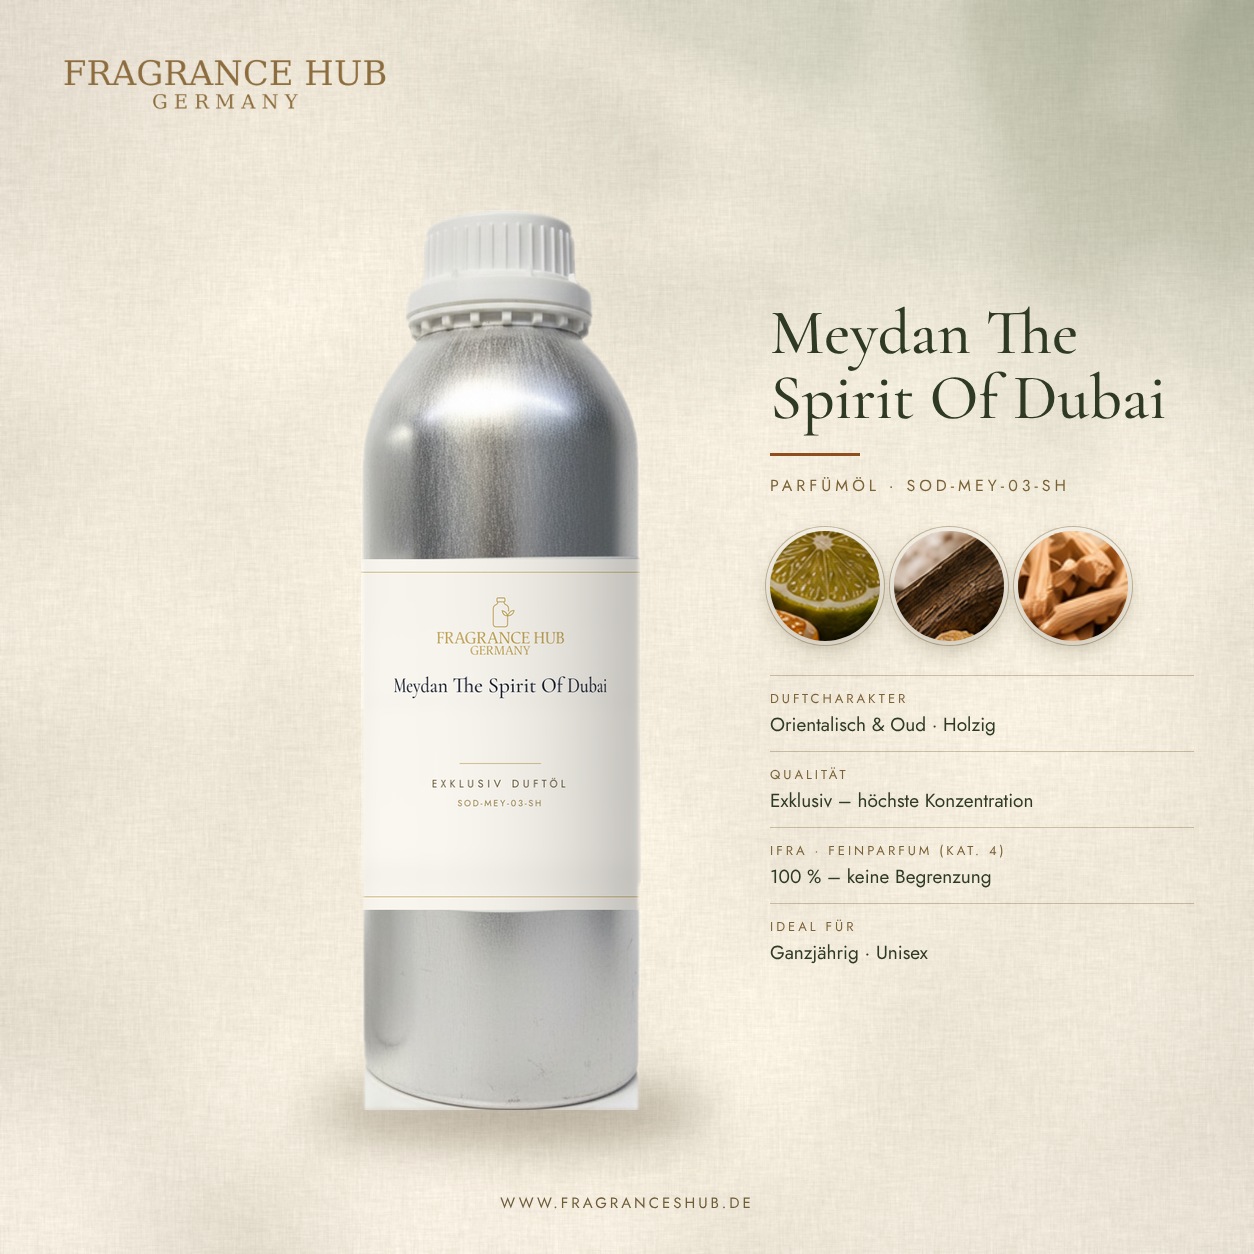 FRAGRANCE HUB
GERMANY
Meydan The
Spirit Of Dubai
PARFÜMÖL · SOD-MEY-03-SH
FRAGRANCE HUB
GERMANY
Meydan The Spirit Of Dubai
EXKLUSIV DUFTÖL
SOD-MEY-03-SH
DUFTCHARAKTER
Orientalisch & Oud · Holzig
QUALITÄT
Exklusiv – höchste Konzentration
IFRA · FEINPARFUM (KAT. 4)
100 % – keine Begrenzung
IDEAL FÜR
Ganzjährig · Unisex
WWW.FRAGRANCESHUB.DE